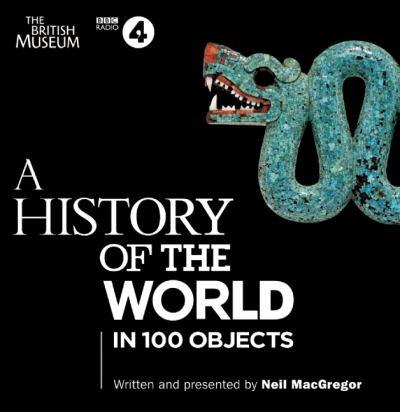 THE
BRITISH
MUSEUM
BBC
RADIO
4
A
HISTORY
OF THE
WORLD
IN 100 OBJECTS
Written and presented by Neil MacGregor